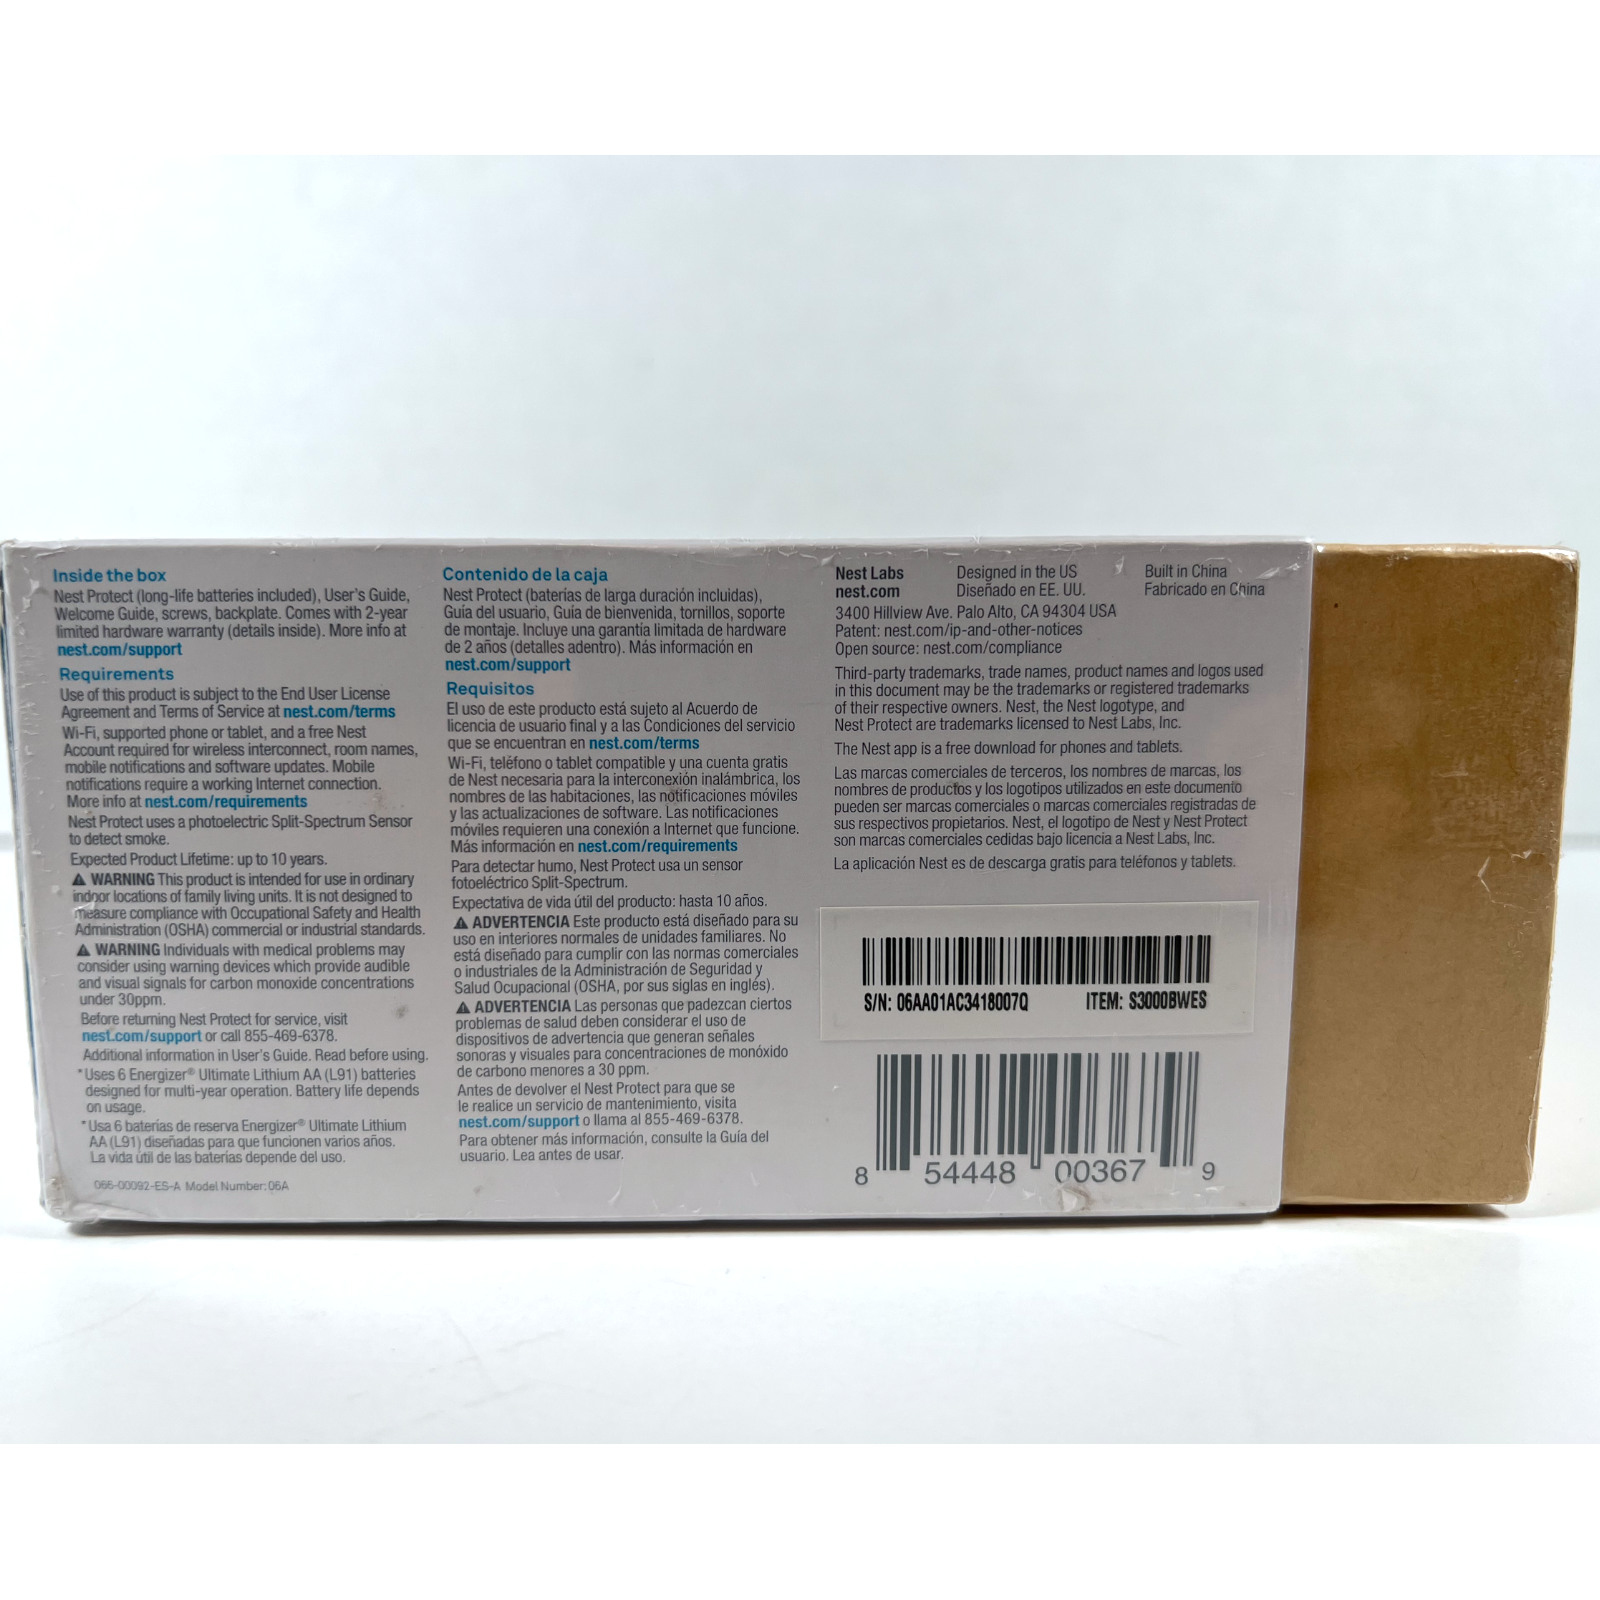 Inside the box
Nest Protect (long-life batteries included), User's Guide,
Welcome Guide, screws, backplate. Comes with 2-year
limited hardware warranty (details inside). More info at
nest.com/support
Requirements
Use of this product is subject to the End User License
Agreement and Terms of Service at nest.com/terms
Wi-Fi, supported phone or tablet, and a free Nest
Account required for wireless interconnect, room names,
mobile notifications and software updates. Mobile
notifications require a working Internet connection.
More info at nest.com/requirements
Nest Protect uses a photoelectric Split-Spectrum Sensor
to detect smoke.
Expected Product Lifetime: up to 10 years.
⚠ WARNING This product is intended for use in ordinary
indoor locations of family living units. It is not designed to
measure compliance with Occupational Safety and Health
Administration (OSHA) commercial or industrial standards.
⚠ WARNING Individuals with medical problems may
consider using warning devices which provide audible
and visual signals for carbon monoxide concentrations
under 30ppm.
Before returning Nest Protect for service, visit
nest.com/support or call 855-469-6378.
Additional information in User's Guide. Read before using.
*Uses 6 Energizer® Ultimate Lithium AA (L91) batteries
designed for multi-year operation. Battery life depends
on usage.
*Usa 6 baterías de reserva Energizer® Ultimate Lithium
AA (L91) diseñadas para que funcionen varios años.
La vida útil de las baterías depende del uso.
066-00092-ES-A Model Number: 06A
Contenido de la caja
Nest Protect (baterías de larga duración incluidas),
Guía del usuario, Guía de bienvenida, tornillos, soporte
de montaje. Incluye una garantía limitada de hardware
de 2 años (detalles adentro). Más información en
nest.com/support
Requisitos
El uso de este producto está sujeto al Acuerdo de
licencia de usuario final y a las Condiciones del servicio
que se encuentran en nest.com/terms
Wi-Fi, teléfono o tablet compatible y una cuenta gratis
de Nest necesaria para la interconexión inalámbrica, los
nombres de las habitaciones, las notificaciones móviles
y las actualizaciones de software. Las notificaciones
móviles requieren una conexión a Internet que funcione.
Más información en nest.com/requirements
Para detectar humo, Nest Protect usa un sensor
fotoeléctrico Split-Spectrum.
Expectativa de vida útil del producto: hasta 10 años.
⚠ ADVERTENCIA Este producto está diseñado para su
uso en interiores normales de unidades familiares. No
está diseñado para cumplir con las normas comerciales
o industriales de la Administración de Seguridad y
Salud Ocupacional (OSHA, por sus siglas en inglés).
⚠ ADVERTENCIA Las personas que padezcan ciertos
problemas de salud deben considerar el uso de
dispositivos de advertencia que generan señales
sonoras y visuales para concentraciones de monóxido
de carbono menores a 30 ppm.
Antes de devolver el Nest Protect para que se
le realice un servicio de mantenimiento, visita
nest.com/support o llama al 855-469-6378.
Para obtener más información, consulte la Guía del
usuario. Lea antes de usar.
Nest Labs
nest.com
Designed in the US
Diseñado en EE. UU.
Built in China
Fabricado en China
3400 Hillview Ave. Palo Alto, CA 94304 USA
Patent: nest.com/ip-and-other-notices
Open source: nest.com/compliance
Third-party trademarks, trade names, product names and logos used
in this document may be the trademarks or registered trademarks
of their respective owners. Nest, the Nest logotype, and
Nest Protect are trademarks licensed to Nest Labs, Inc.
The Nest app is a free download for phones and tablets.
Las marcas comerciales de terceros, los nombres de marcas, los
nombres de productos y los logotipos utilizados en este documento
pueden ser marcas comerciales o marcas comerciales registradas de
sus respectivos propietarios. Nest, el logotipo de Nest y Nest Protect
son marcas comerciales cedidas bajo licencia a Nest Labs, Inc.
La aplicación Nest es de descarga gratis para teléfonos y tablets.
S/N: 06AA01AC3418007Q ITEM: S3000BWES
8 54448 00367 9